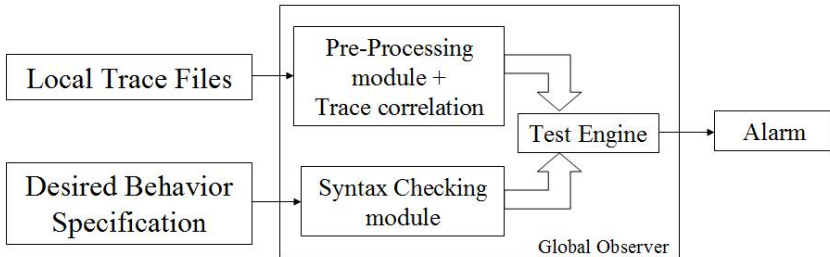 Local Trace Files
Pre-Processing
module +
Trace correlation
Test Engine
Alarm
Desired Behavior
Specification
Syntax Checking
module
Global Observer